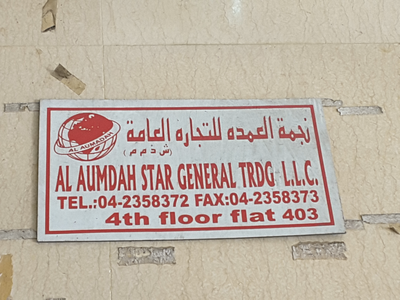 نجمة العمده للتجاره العامة
(ش ذ م م)
AL AUMADAH
AL AUMDAH STAR GENERAL TRDG L.L.C.
TEL.:04-2358372 FAX:04-2358373
4th floor flat 403